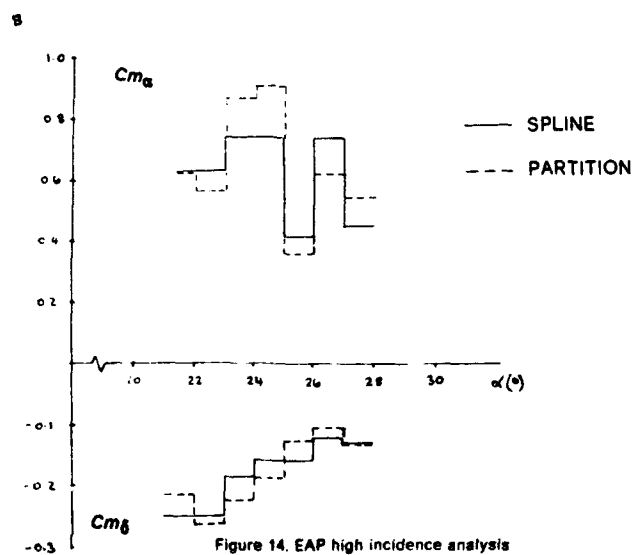 8
1.0
Cmα
0.8
0.6
0.4
0.2
SPLINE
PARTITION
20 22 24 26 28 30 α(°)
-0.1
-0.2
-0.3
Cmδ
Figure 14. EAP high incidence analysis